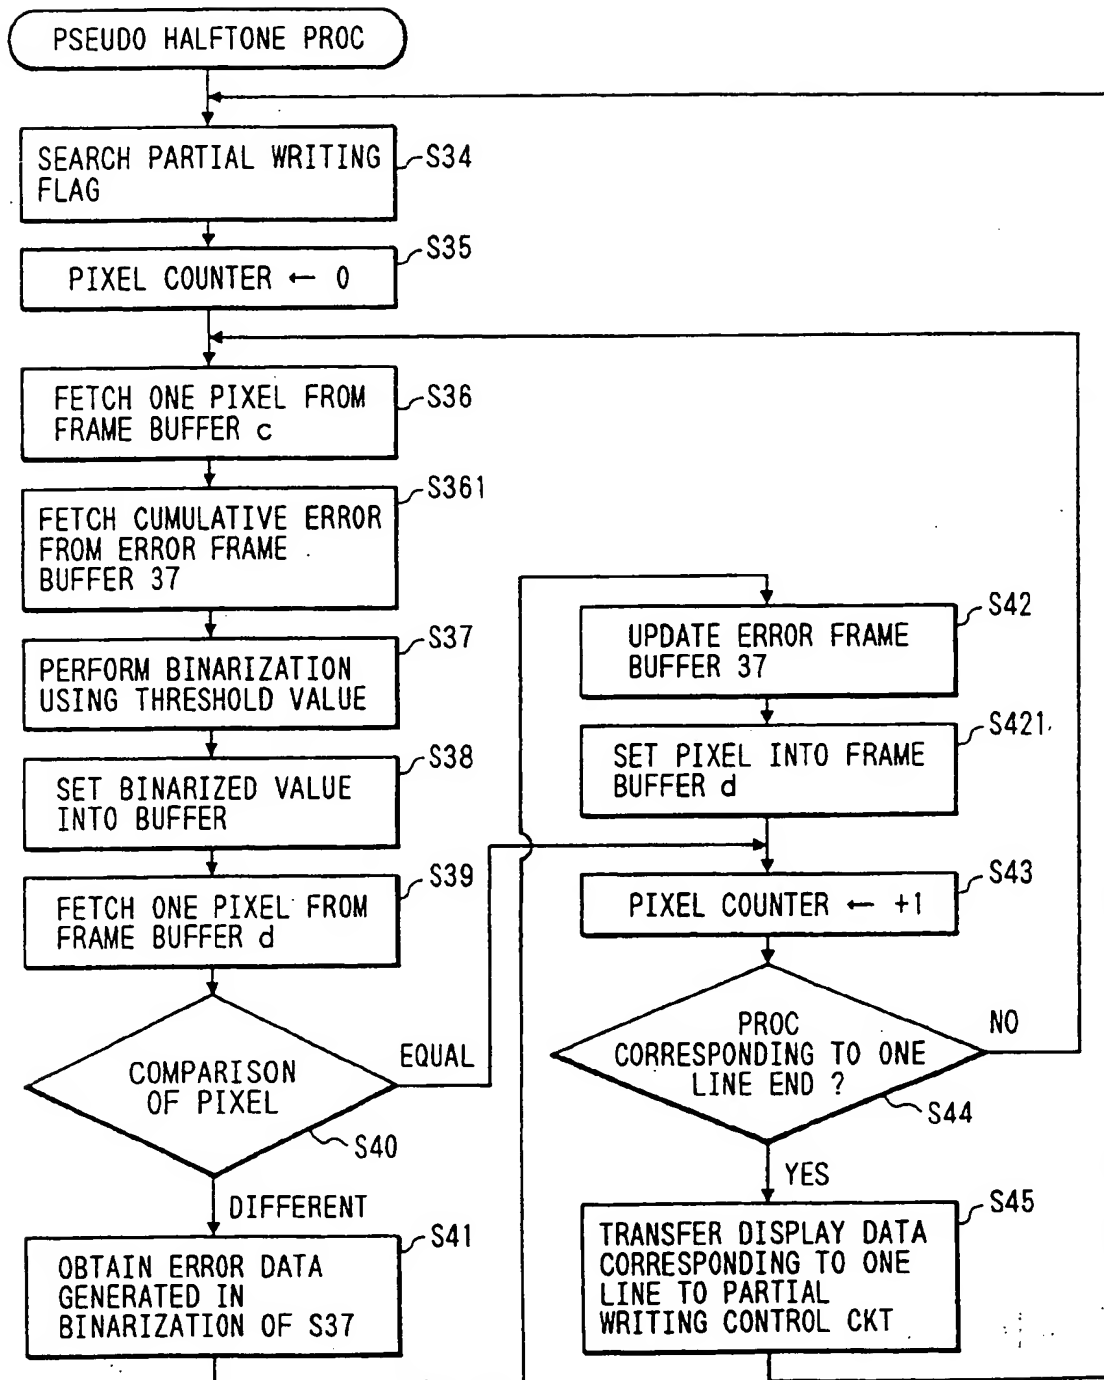 PSEUDO HALFTONE PROC
SEARCH PARTIAL WRITING
FLAG
S34
PIXEL COUNTER ← 0
S35
FETCH ONE PIXEL FROM
FRAME BUFFER c
S36
FETCH CUMULATIVE ERROR
FROM ERROR FRAME
BUFFER 37
S361
PERFORM BINARIZATION
USING THRESHOLD VALUE
S37
SET BINARIZED VALUE
INTO BUFFER
S38
FETCH ONE PIXEL FROM
FRAME BUFFER d
S39
COMPARISON
OF PIXEL
S40
EQUAL
DIFFERENT
OBTAIN ERROR DATA
GENERATED IN
BINARIZATION OF S37
S41
UPDATE ERROR FRAME
BUFFER 37
S42
SET PIXEL INTO FRAME
BUFFER d
S421
PIXEL COUNTER ← +1
S43
PROC
CORRESPONDING TO ONE
LINE END ?
S44
NO
YES
TRANSFER DISPLAY DATA
CORRESPONDING TO ONE
LINE TO PARTIAL
WRITING CONTROL CKT
S45